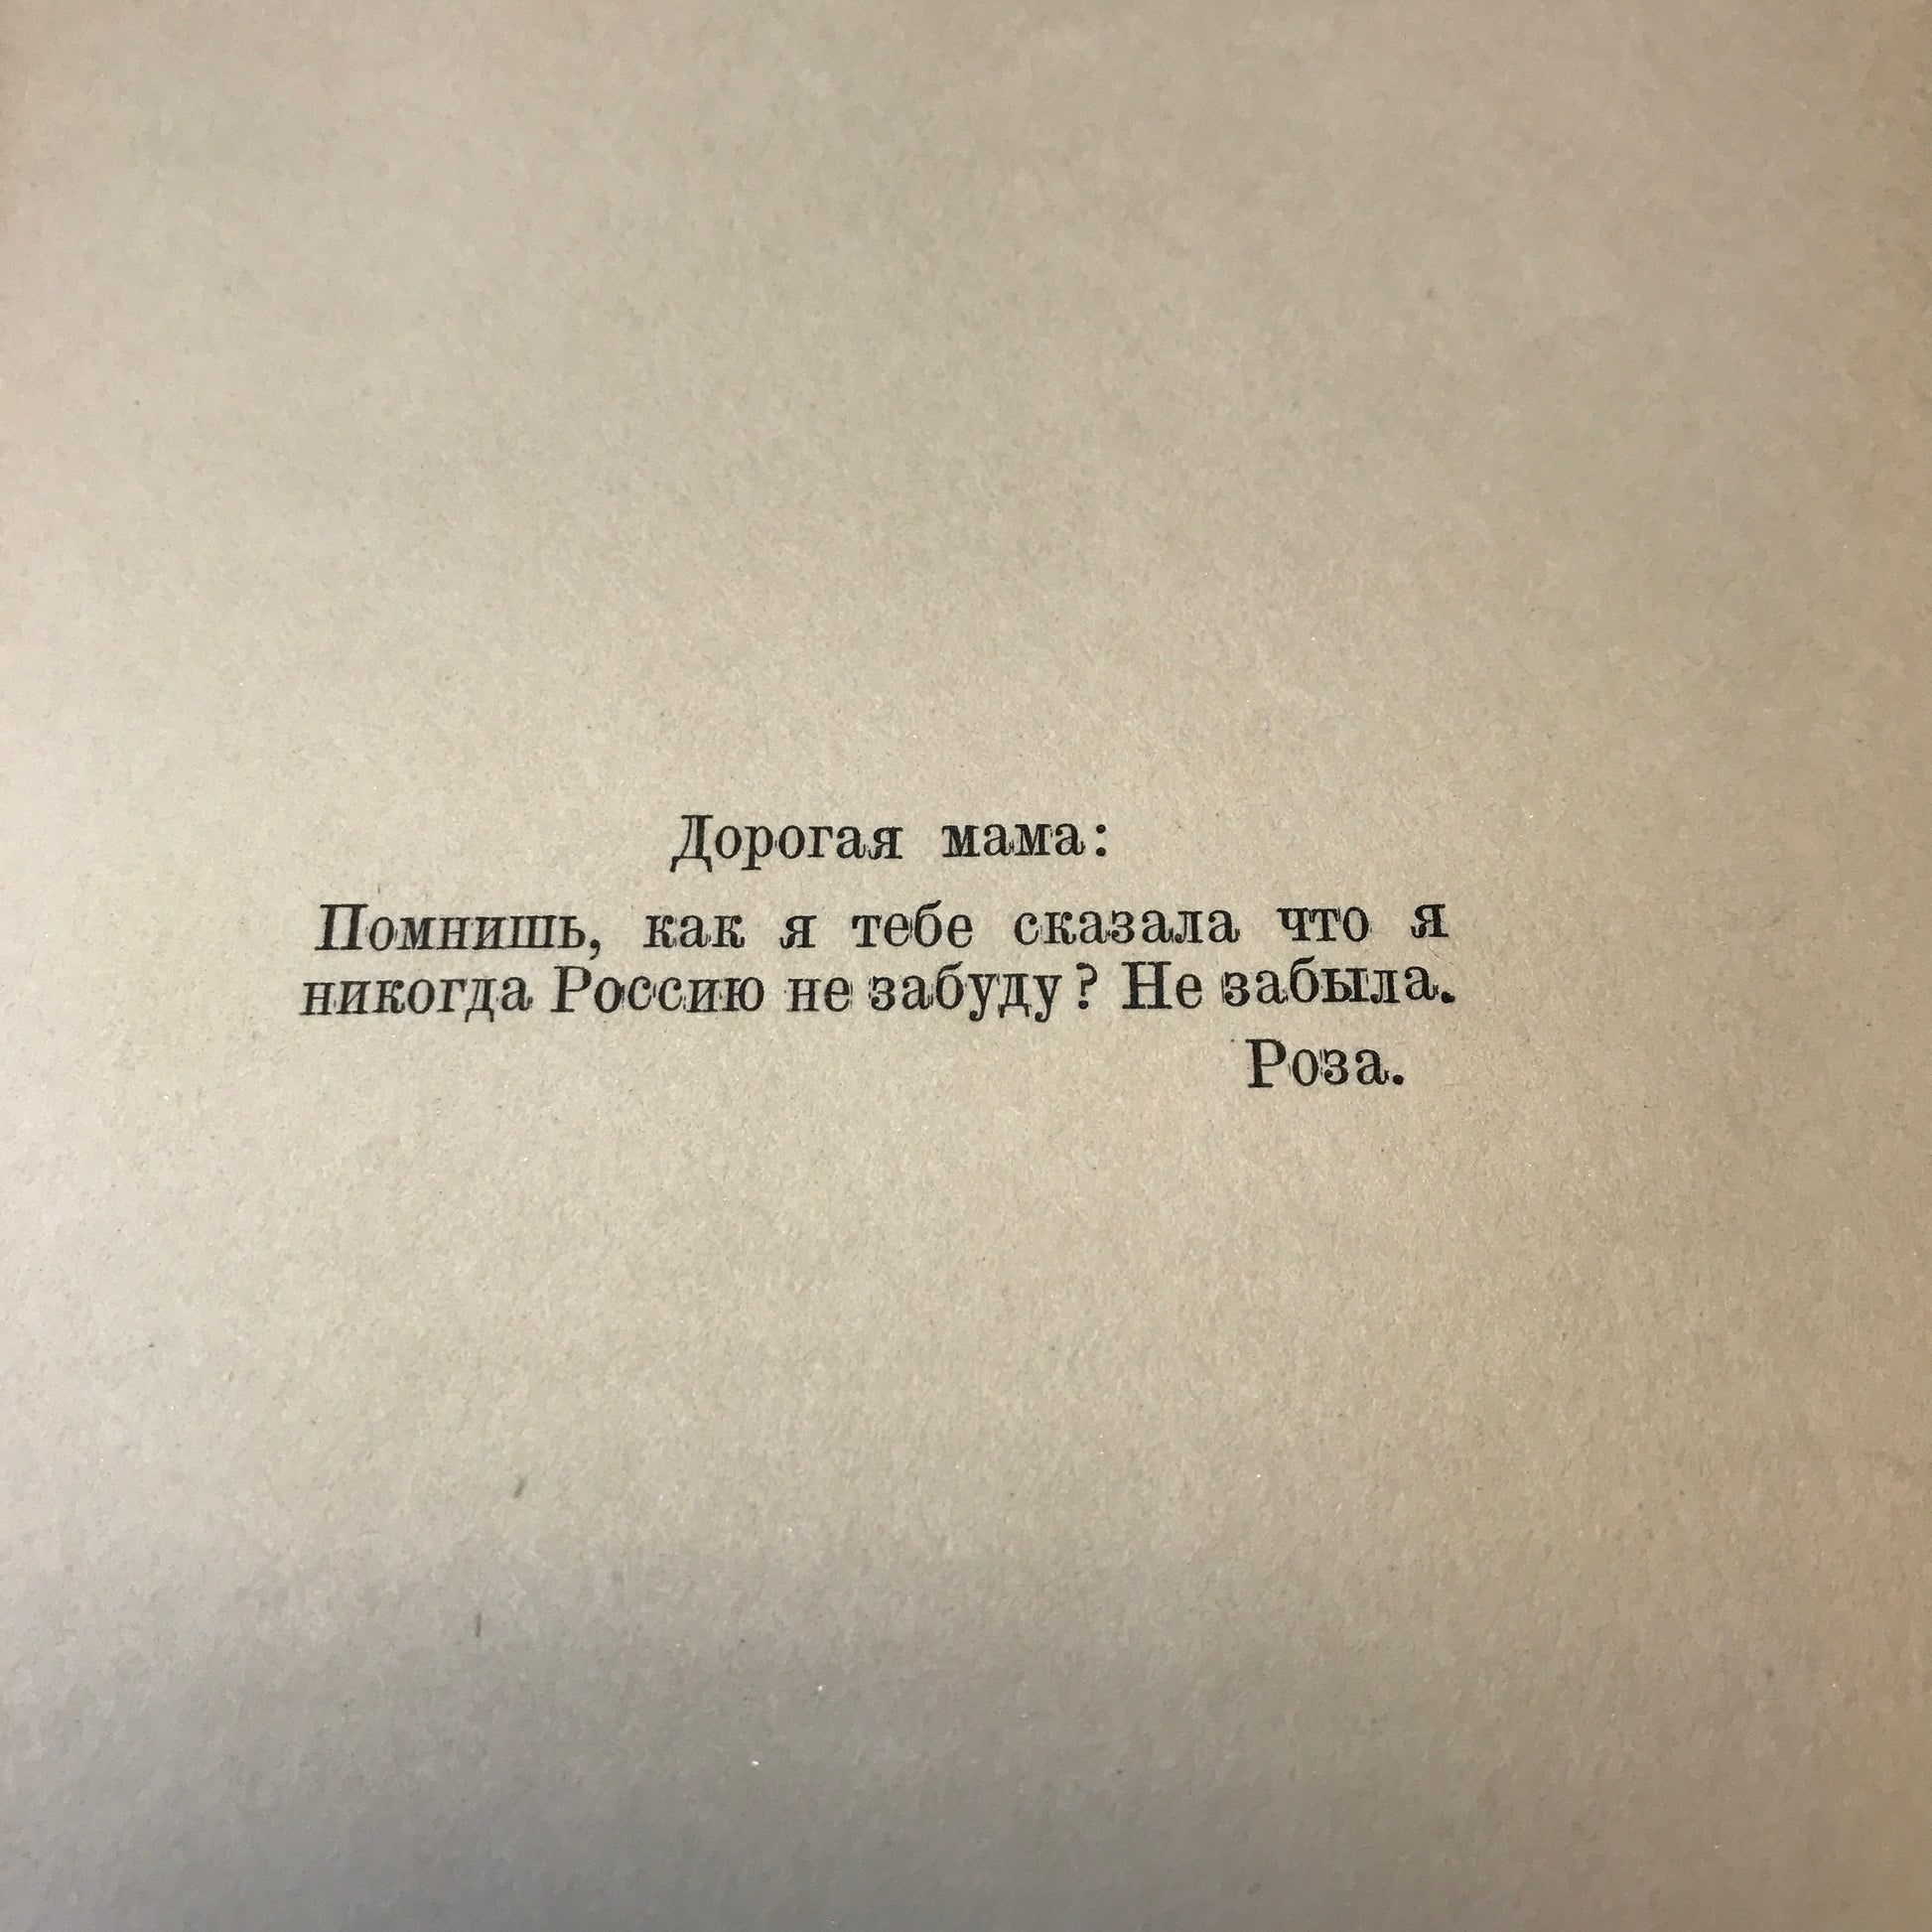 Дорогая мама:
Помнишь, как я тебе сказала что я
никогда Россию не забуду? Не забыла.
Роза.